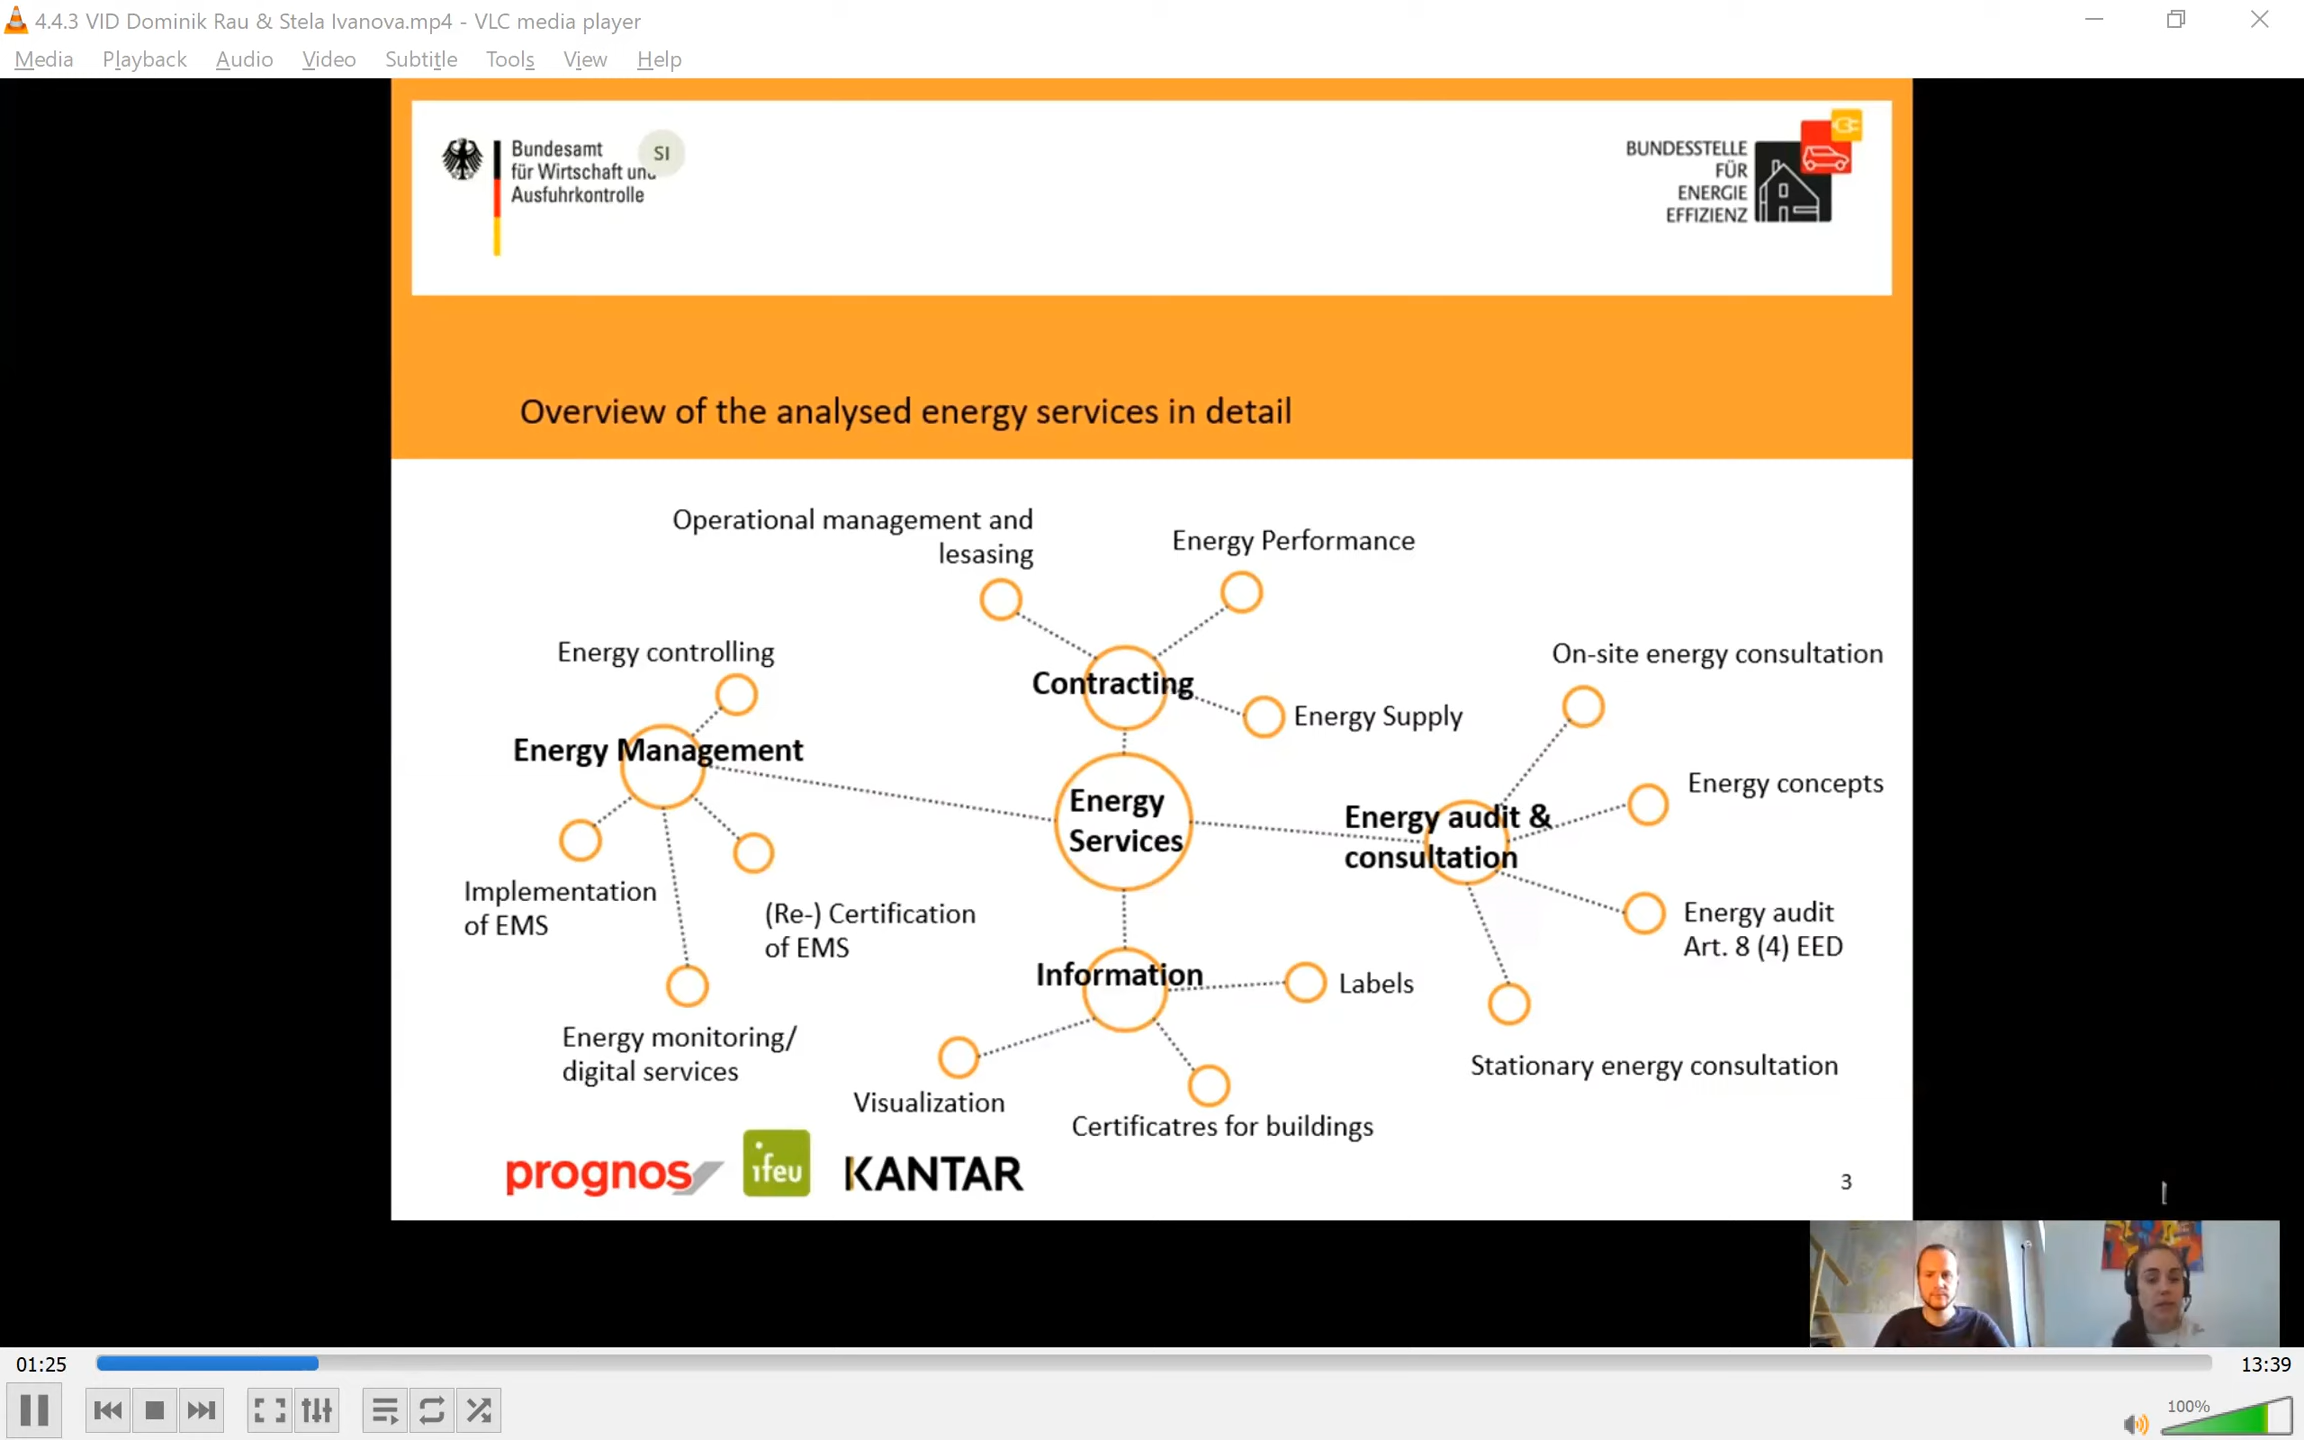 4.4.3 VID Dominik Rau & Stela Ivanova.mp4 - VLC media player
Media Playback Audio Video Subtitle Tools View Help
Bundesamt
für Wirtschaft und
Ausfuhrkontrolle
SI
BUNDESSTELLE
FÜR
ENERGIE
EFFIZIENZ
Overview of the analysed energy services in detail
Operational management and
lesasing
Energy Performance
Energy controlling
On-site energy consultation
Contracting
Energy Supply
Energy Management
Energy concepts
Energy
Services
Energy audit &
consultation
Implementation
of EMS
(Re-) Certification
of EMS
Energy audit
Art. 8 (4) EED
Information
Labels
Energy monitoring/
digital services
Stationary energy consultation
Visualization
Certificatres for buildings
prognos
ifeu
KANTAR
3
01:25
13:39
100%